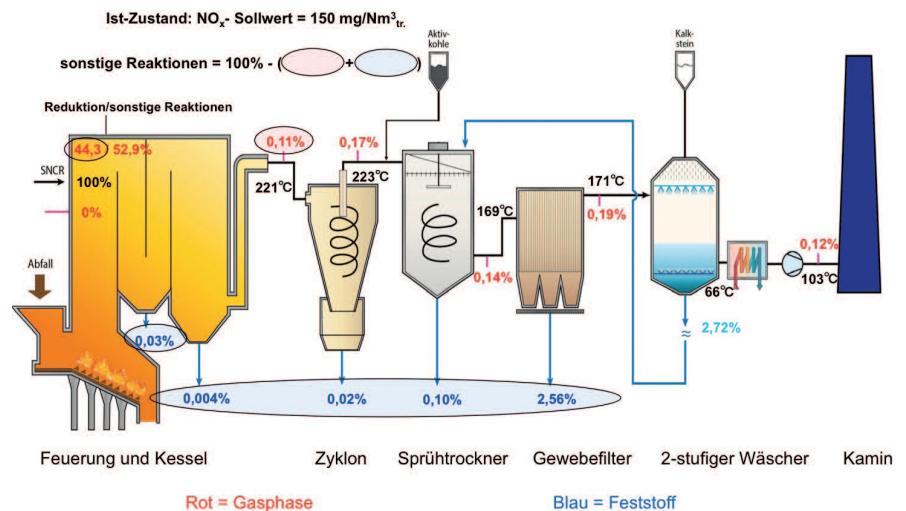 Ist-Zustand: NOx- Sollwert = 150 mg/Nm³tr.
sonstige Reaktionen = 100% - ( + )
Aktiv-
kohle
Kalk-
stein
Reduktion/sonstige Reaktionen
44,3 / 52,9%
0,11%
0,17%
SNCR
100%
221°C
223°C
171°C
0%
169°C
0,19%
0,14%
0,12%
Abfall
66°C
103°C
0,03%
≈ 2,72%
0,004%
0,02%
0,10%
2,56%
Feuerung und Kessel
Zyklon
Sprühtrockner
Gewebefilter
2-stufiger Wäscher
Kamin
Rot = Gasphase
Blau = Feststoff